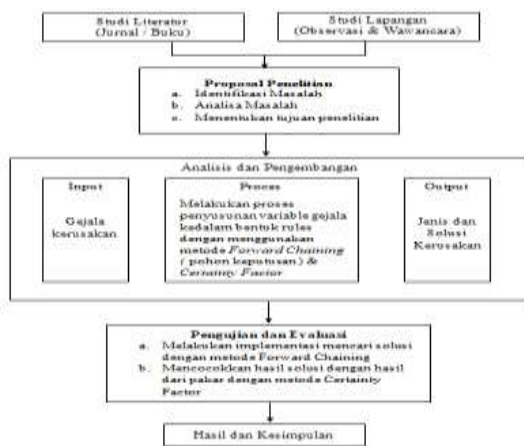 Studi Literatur
(Jurnal / Buku)
Studi Lapangan
(Observasi & Wawancara)
Proposal Penelitian
a. Identifikasi Masalah
b. Analisa Masalah
c. Menentukan tujuan penelitian
Analisis dan Pengembangan
Input
Gejala
kerusakan
Proses
Melakukan proses
penyusunan variable gejala
kedalam bentuk rules
dengan menggunakan
metode Forward Chaining
( pohon keputusan ) &
Certainty Factor
Output
Jenis dan
Solusi
Kerusakan
Pengujian dan Evaluasi
a. Melakukan implementasi mencari solusi
dengan metode Forward Chaining
b. Mencocokkan hasil solusi dengan hasil
dari pakar dengan metode Certainty
Factor
Hasil dan Kesimpulan